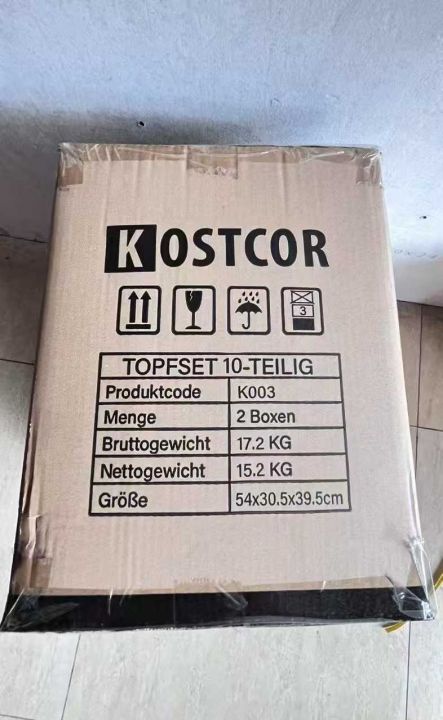 KOSTCOR
3
TOPFSET 10-TEILIG
Produktcode K003
Menge 2 Boxen
Bruttogewicht 17.2 KG
Nettogewicht 15.2 KG
Größe 54x30.5x39.5cm